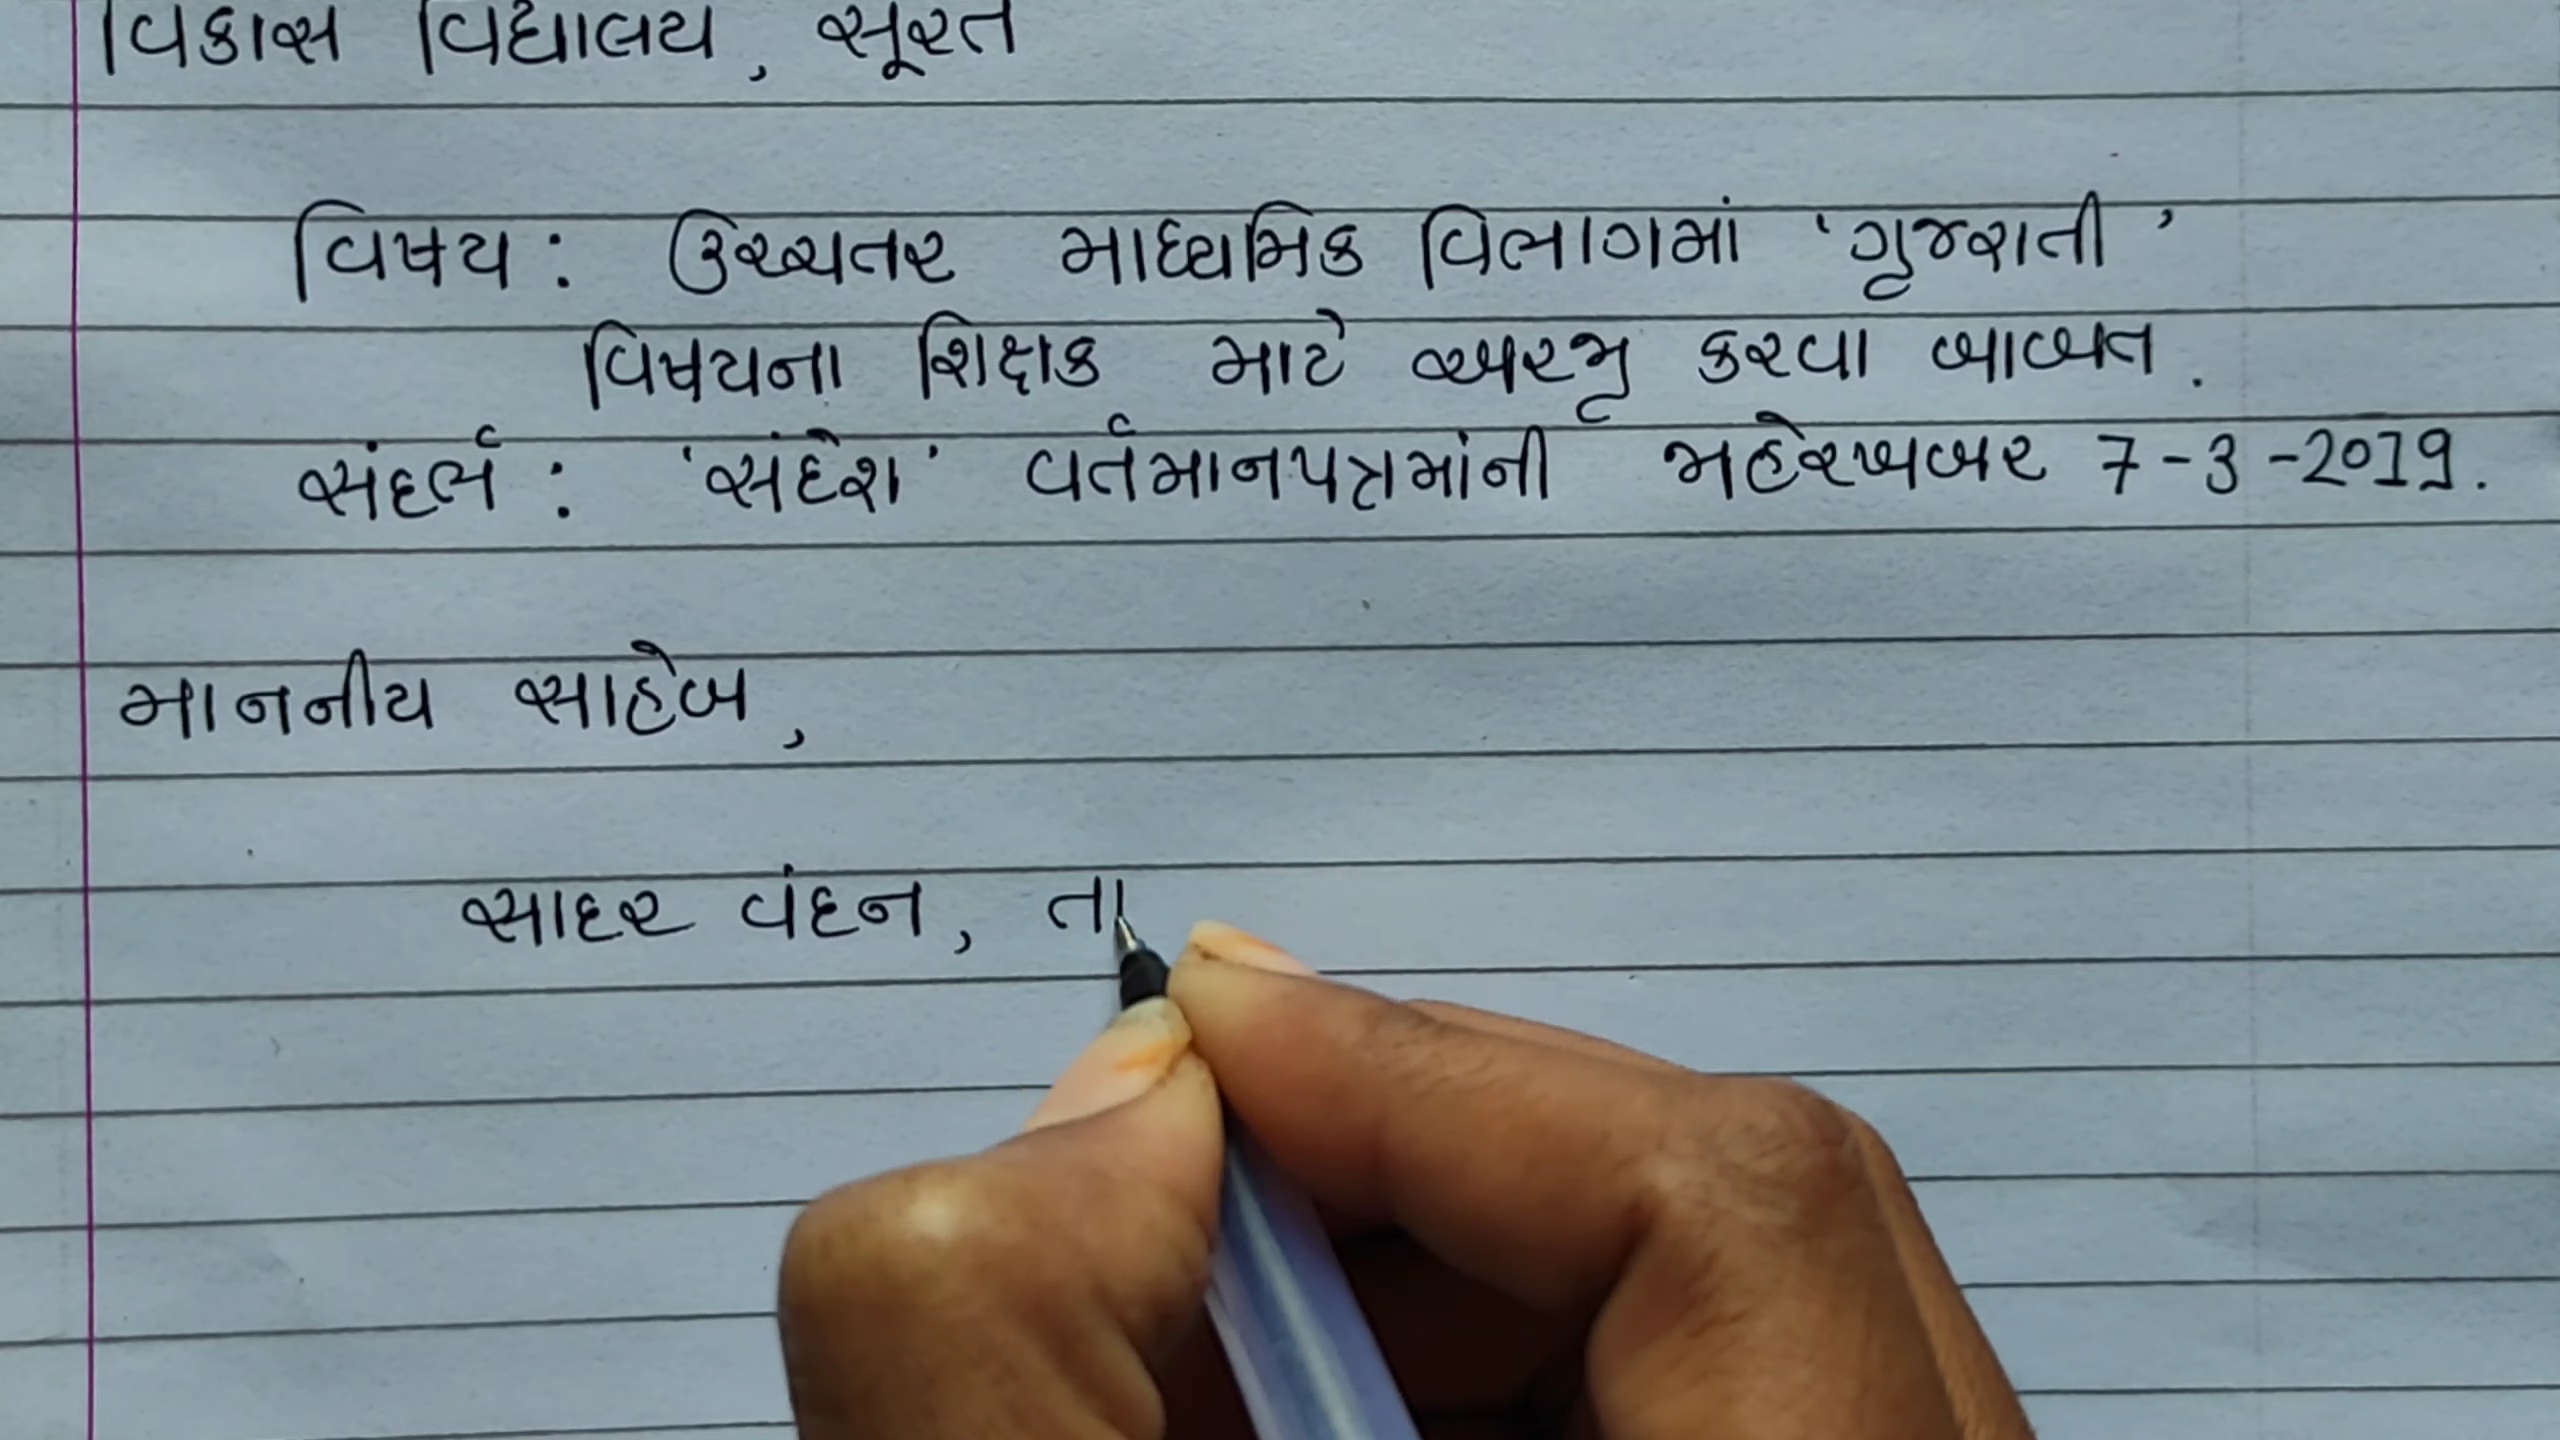 વિકાસ વિદ્યાલય, સૂરત
વિષય : ઉચ્ચતર માધ્યમિક વિભાગમાં 'ગુજરાતી'
વિષયના શિક્ષક માટે અરજી કરવા બાબત.
સંદર્ભ : 'સંદેશ' વર્તમાનપત્રમાંની જાહેરખબર 7-3-2019.
માનનીય સાહેબ,
સાદર વંદન, તા